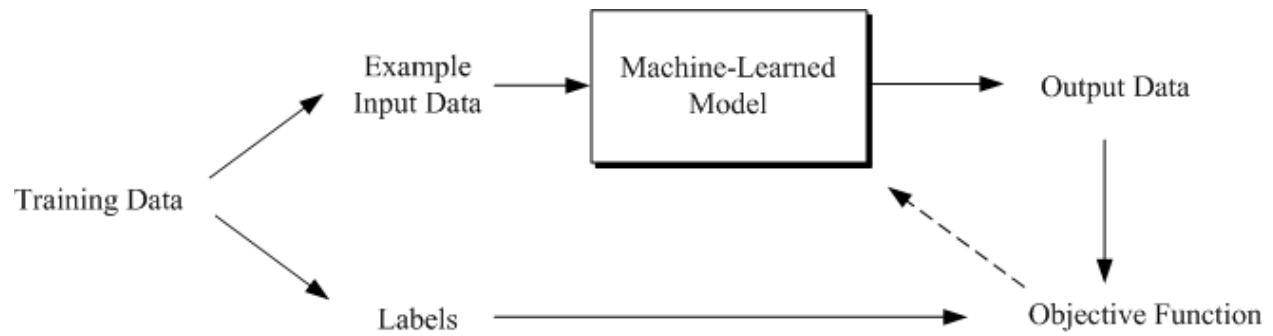 Example
Input Data
Machine-Learned
Model
Output Data
Training Data
Labels
Objective Function